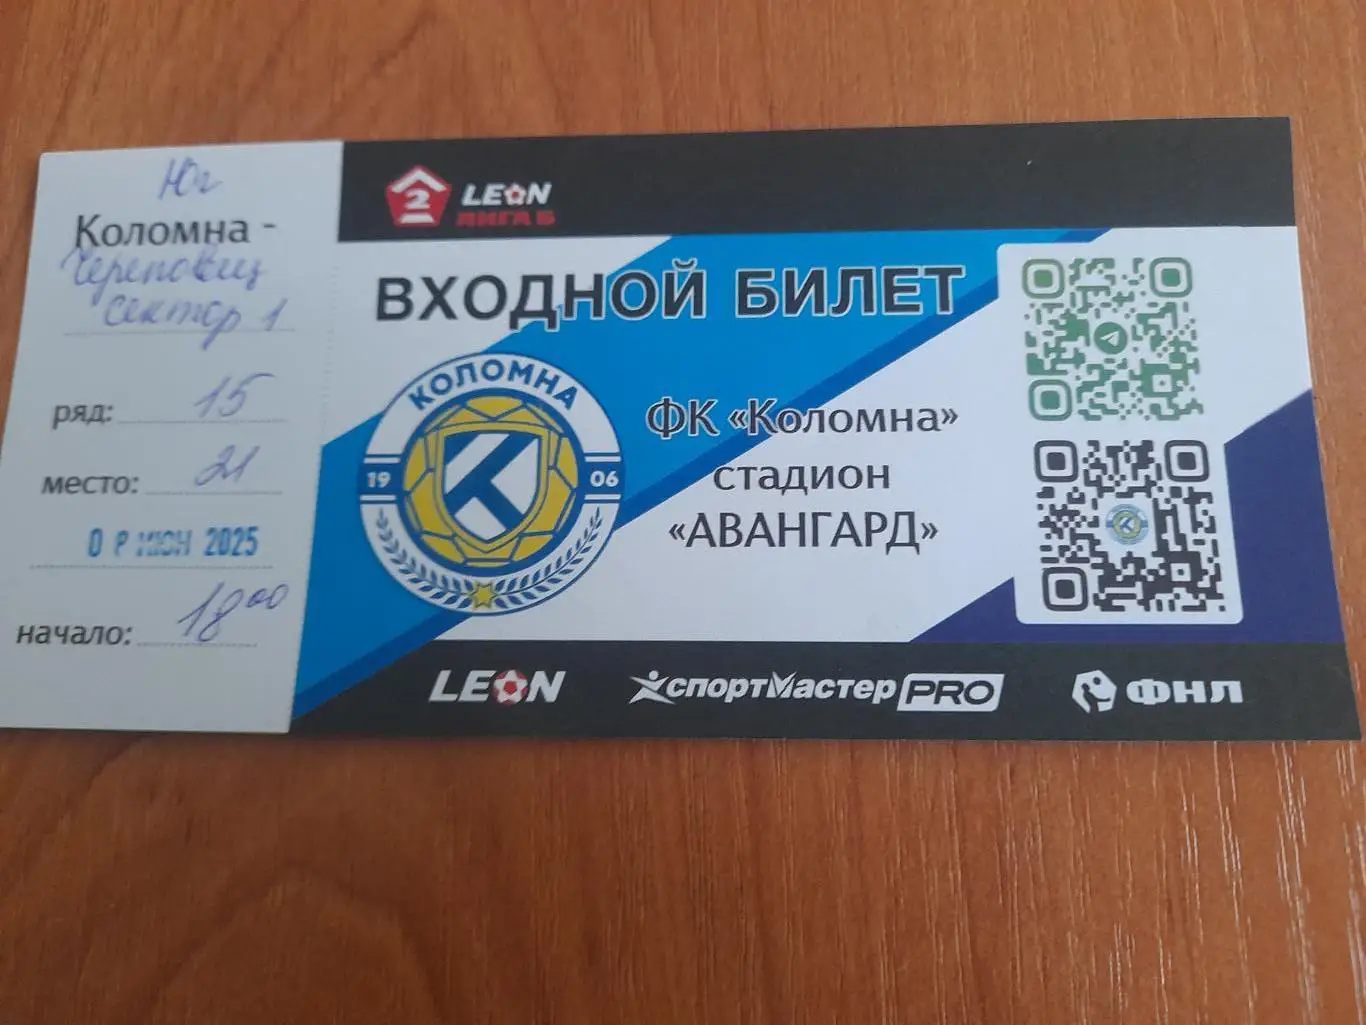 Юг
Коломна -
Череповец
сектор 1
ряд: 15
место: 21
ИЮН 2025
начало: 18 00
2 LEON
ЛИГА Б
ВХОДНОЙ БИЛЕТ
КОЛОМНА
19 06
ФК «Коломна»
стадион
«АВАНГАРД»
LEON СПОРТМАСТЕР PRO ФНЛ